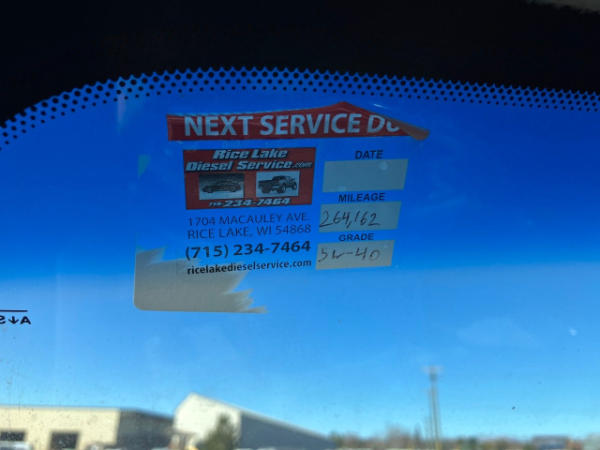 NEXT SERVICE DU
Rice Lake
Diesel Service.com
715-234-7464
1704 MACAULEY AVE.
RICE LAKE, WI 54868
(715) 234-7464
ricelakedieselservice.com
DATE
MILEAGE
264,162
GRADE
5W-40